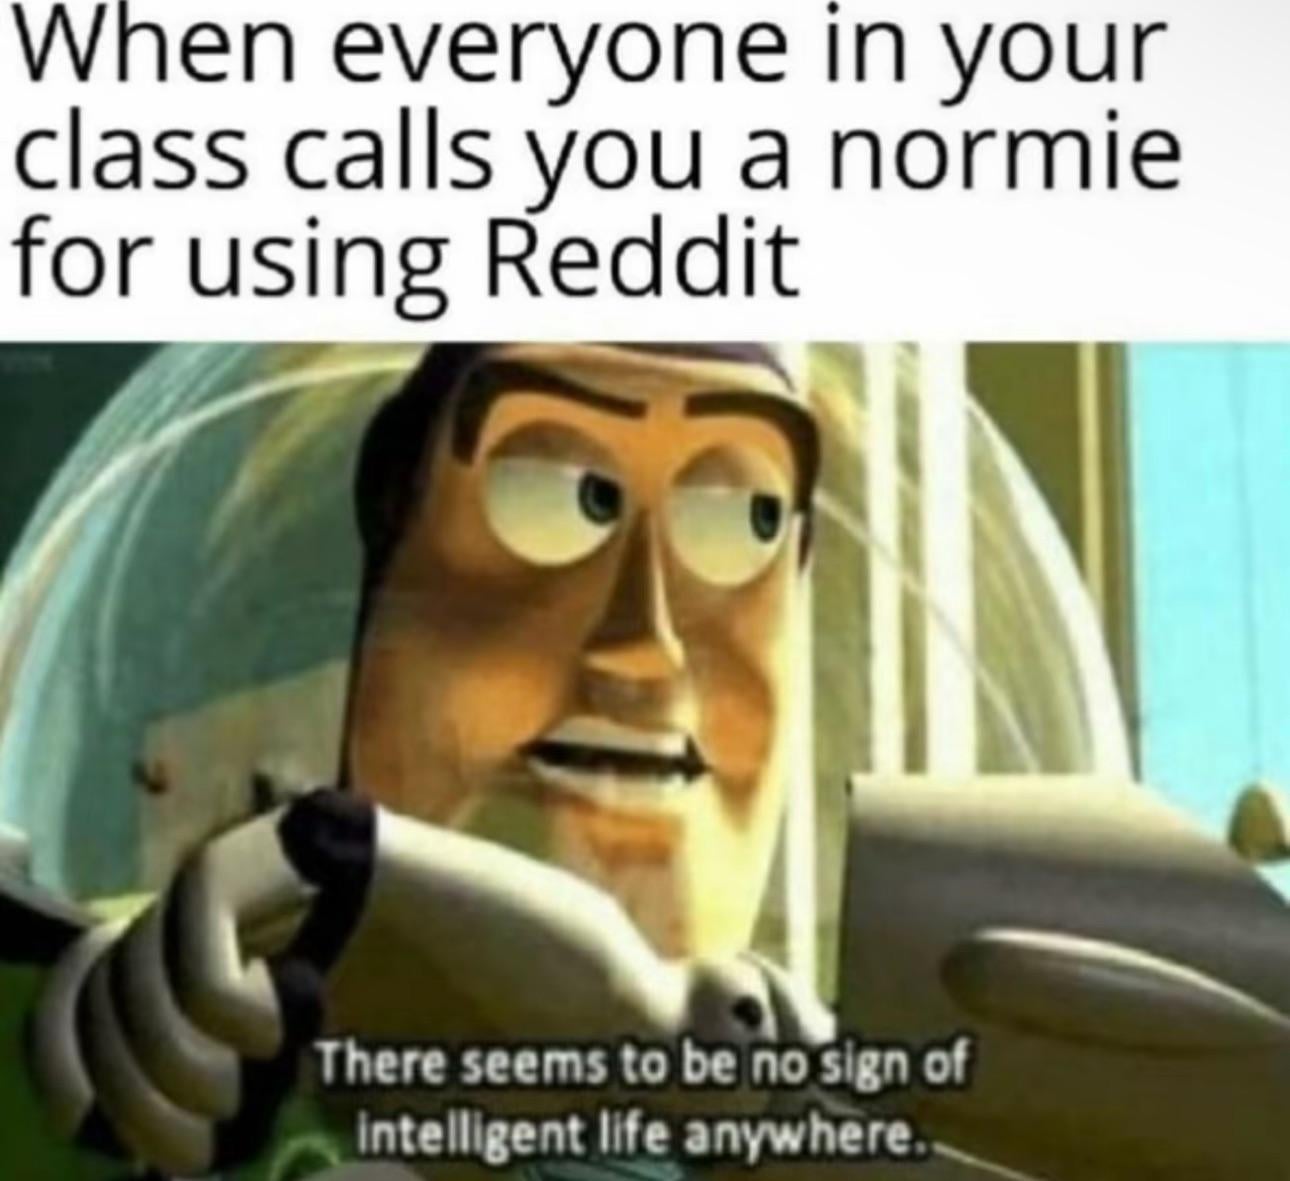 When everyone in your
class calls you a normie
for using Reddit
There seems to be no sign of
intelligent life anywhere.